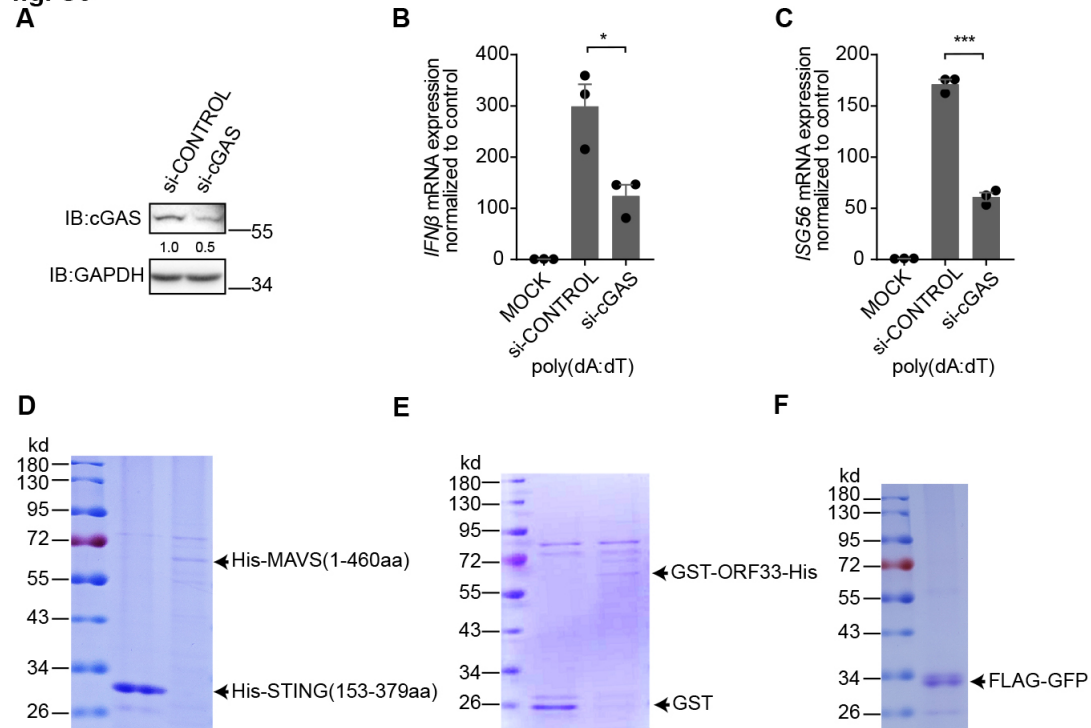 A
si-CONTROL
si-cGAS
IB:cGAS
55
1.0 0.5
IB:GAPDH
34
B
IFNβ mRNA expression
normalized to control
400
300
200
100
0
*
MOCK
si-CONTROL
si-cGAS
poly(dA:dT)
C
ISG56 mRNA expression
normalized to control
200
150
100
50
0
***
MOCK
si-CONTROL
si-cGAS
poly(dA:dT)
D
kd
180
130
95
72
55
43
34
26
His-MAVS(1-460aa)
His-STING(153-379aa)
E
kd
180
130
95
72
55
43
34
26
GST-ORF33-His
GST
F
kd
180
130
95
72
55
43
34
26
FLAG-GFP